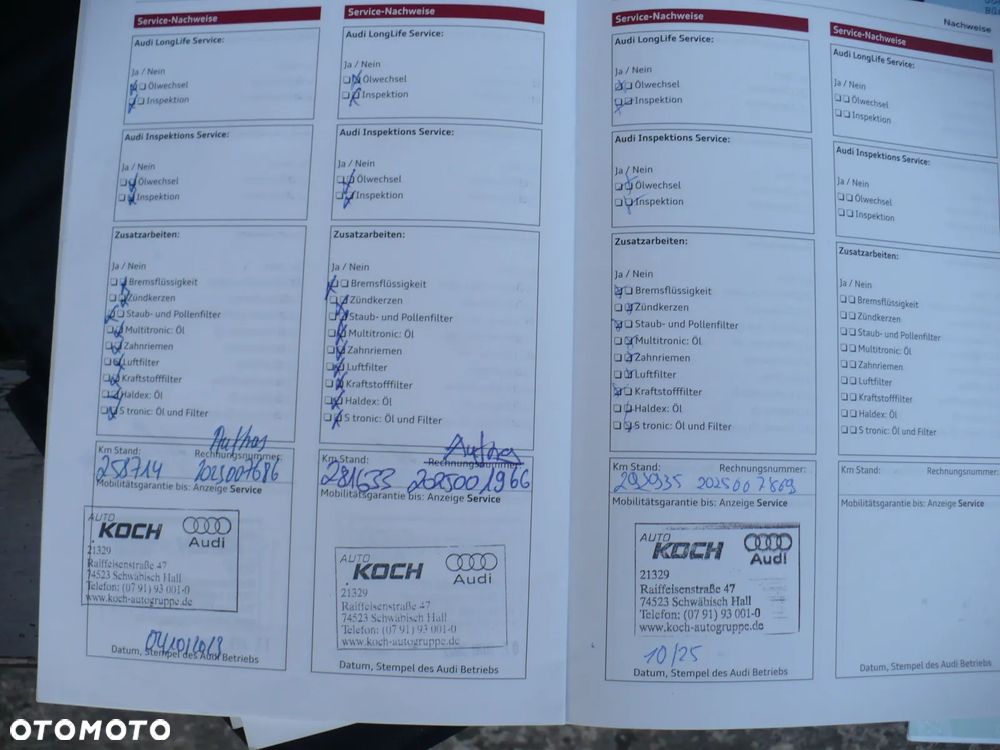 Service-Nachweise
Audi LongLife Service:
Ja / Nein
Ölwechsel
Inspektion
Audi Inspektions Service:
Ja / Nein
Ölwechsel
Inspektion
Zusatzarbeiten:
Ja / Nein
Bremsflüssigkeit
Zündkerzen
Staub- und Pollenfilter
Multitronic: Öl
Zahnriemen
Luftfilter
Kraftstofffilter
Haldex: Öl
S tronic: Öl und Filter
Km Stand: Rechnungsnummer:
258714 2023007686
Mobilitätsgarantie bis: Anzeige Service
AUTO
KOCH
Audi
21329
Raiffeisenstraße 47
74523 Schwäbisch Hall
Telefon: (07 91) 93 001-0
www.koch-autogruppe.de
Datum, Stempel des Audi Betriebs
Service-Nachweise
Audi LongLife Service:
Ja / Nein
Ölwechsel
Inspektion
Audi Inspektions Service:
Ja / Nein
Ölwechsel
Inspektion
Zusatzarbeiten:
Ja / Nein
Bremsflüssigkeit
Zündkerzen
Staub- und Pollenfilter
Multitronic: Öl
Zahnriemen
Luftfilter
Kraftstofffilter
Haldex: Öl
S tronic: Öl und Filter
Km Stand: Rechnungsnummer:
281633 2025001966
Mobilitätsgarantie bis: Anzeige Service
AUTO
KOCH
Audi
21329
Raiffeisenstraße 47
74523 Schwäbisch Hall
Telefon: (07 91) 93 001-0
www.koch-autogruppe.de
Datum, Stempel des Audi Betriebs
Service-Nachweise
Audi LongLife Service:
Ja / Nein
Ölwechsel
Inspektion
Audi Inspektions Service:
Ja / Nein
Ölwechsel
Inspektion
Zusatzarbeiten:
Ja / Nein
Bremsflüssigkeit
Zündkerzen
Staub- und Pollenfilter
Multitronic: Öl
Zahnriemen
Luftfilter
Kraftstofffilter
Haldex: Öl
S tronic: Öl und Filter
Km Stand: Rechnungsnummer:
Mobilitätsgarantie bis: Anzeige Service
AUTO
KOCH
Audi
21329
Raiffeisenstraße 47
74523 Schwäbisch Hall
Telefon: (07 91) 93 001-0
www.koch-autogruppe.de
10/25
Datum, Stempel des Audi Betriebs
Nachweise
Service-Nachweise
Audi LongLife Service:
Ja / Nein
Ölwechsel
Inspektion
Audi Inspektions Service:
Ja / Nein
Ölwechsel
Inspektion
Zusatzarbeiten:
Ja / Nein
Bremsflüssigkeit
Zündkerzen
Staub- und Pollenfilter
Multitronic: Öl
Zahnriemen
Luftfilter
Kraftstofffilter
Haldex: Öl
S tronic: Öl und Filter
Km Stand: Rechnungsnummer:
Mobilitätsgarantie bis: Anzeige Service
Datum, Stempel des Audi Betriebs
OTOMOTO